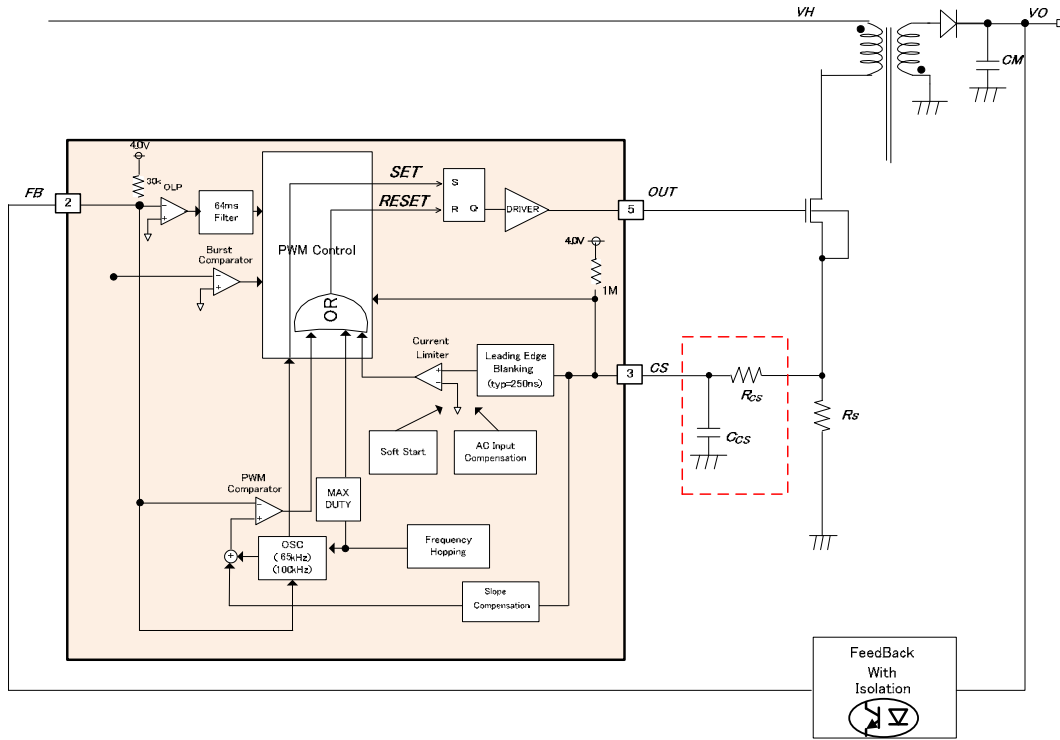 VH
VO
CM
4.0V
30k
OLP
FB
2
64ms
Filter
SET
S
RESET
R
Q
DRIVER
5
OUT
Burst
Comparator
PWM Control
4.0V
1M
OR
Current
Limiter
Leading Edge
Blanking
(typ=250ns)
3
CS
RCS
RS
CCS
Soft Start
AC Input
Compensation
PWM
Comparator
MAX
DUTY
OSC
(65kHz)
(100kHz)
Frequency
Hopping
Slope
Compensation
FeedBack
With
Isolation